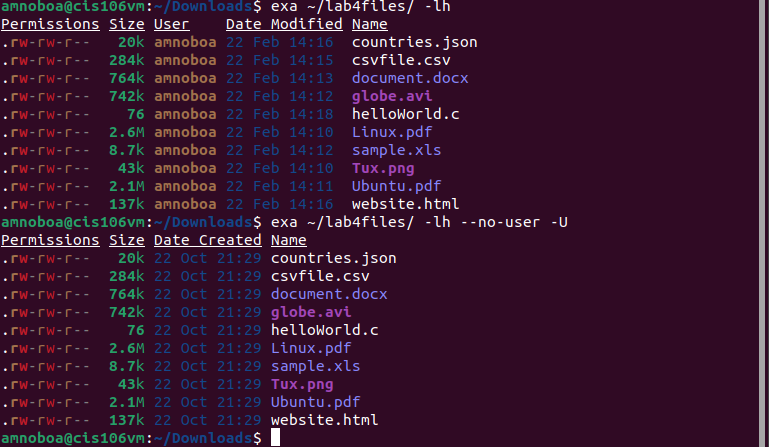 amnoboa@cis106vm:~/Downloads$ exa ~/lab4files/ -lh
Permissions Size User    Date Modified Name
.rw-rw-r--   20k amnoboa 22 Feb 14:16  countries.json
.rw-rw-r--  284k amnoboa 22 Feb 14:15  csvfile.csv
.rw-rw-r--  764k amnoboa 22 Feb 14:13  document.docx
.rw-rw-r--  742k amnoboa 22 Feb 14:12  globe.avi
.rw-rw-r--    76 amnoboa 22 Feb 14:18  helloWorld.c
.rw-rw-r--  2.6M amnoboa 22 Feb 14:10  Linux.pdf
.rw-rw-r--  8.7k amnoboa 22 Feb 14:12  sample.xls
.rw-rw-r--   43k amnoboa 22 Feb 14:10  Tux.png
.rw-rw-r--  2.1M amnoboa 22 Feb 14:11  Ubuntu.pdf
.rw-rw-r--  137k amnoboa 22 Feb 14:10  website.html
amnoboa@cis106vm:~/Downloads$ exa ~/lab4files/ -lh --no-user -U
Permissions Size Date Created Name
.rw-rw-r--   20k 22 Oct 21:29 countries.json
.rw-rw-r--  284k 22 Oct 21:29 csvfile.csv
.rw-rw-r--  764k 22 Oct 21:29 document.docx
.rw-rw-r--  742k 22 Oct 21:29 globe.avi
.rw-rw-r--    76 22 Oct 21:29 helloWorld.c
.rw-rw-r--  2.6M 22 Oct 21:29 Linux.pdf
.rw-rw-r--  8.7k 22 Oct 21:29 sample.xls
.rw-rw-r--   43k 22 Oct 21:29 Tux.png
.rw-rw-r--  2.1M 22 Oct 21:29 Ubuntu.pdf
.rw-rw-r--  137k 22 Oct 21:29 website.html
amnoboa@cis106vm:~/Downloads$